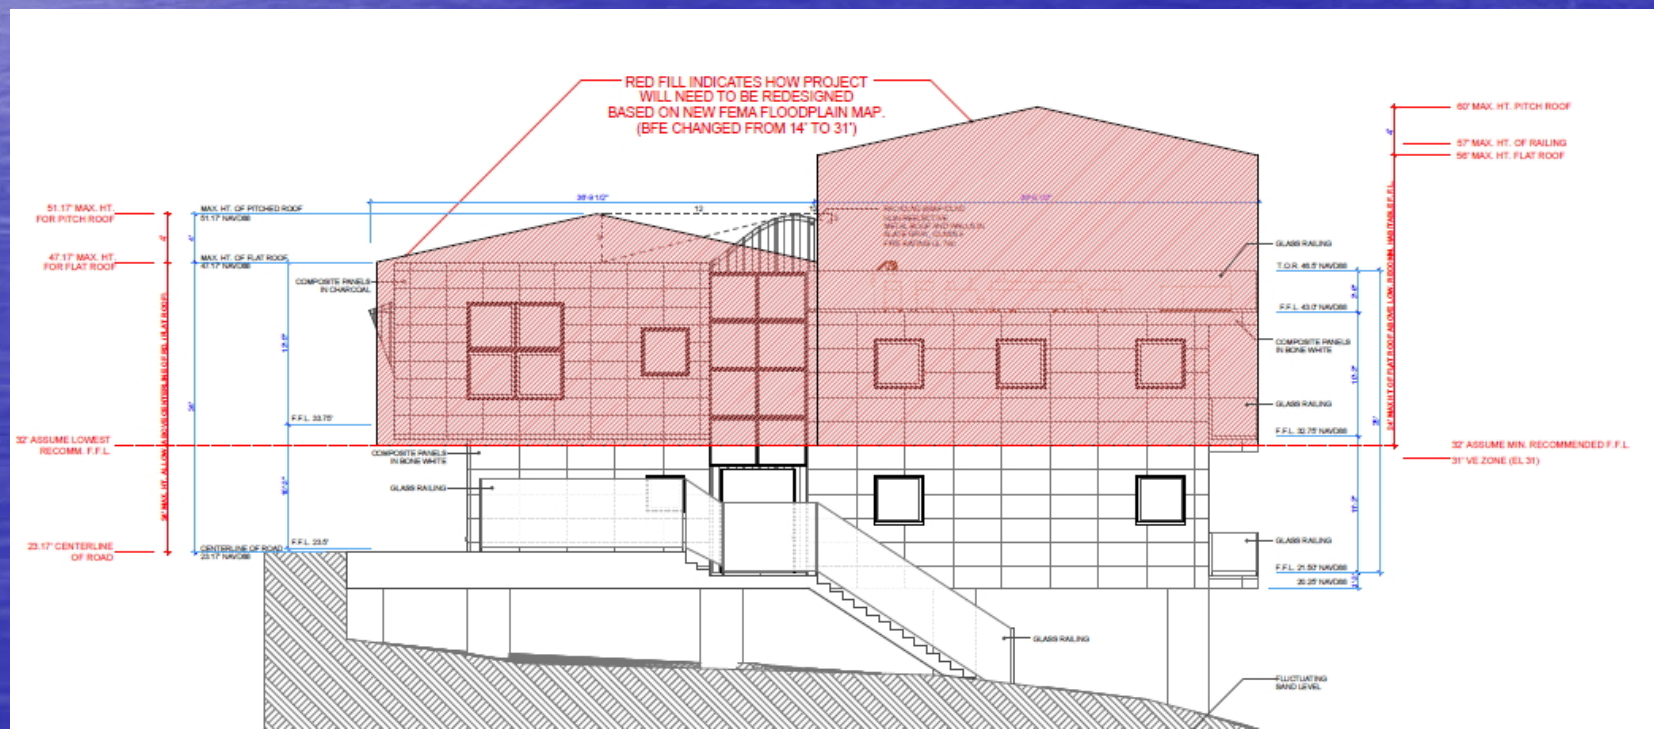 RED FILL INDICATES HOW PROJECT
WILL NEED TO BE REDESIGNED
BASED ON NEW FEMA FLOODPLAIN MAP.
(BFE CHANGED FROM 14' TO 31')
60' MAX. HT. PITCH ROOF
57' MAX. HT. OF RAILING
56' MAX. HT. FLAT ROOF
51.17' MAX. HT.
FOR PITCH ROOF
MAX. HT. OF PITCHED ROOF
51.17' NAVD88
47.17' MAX. HT.
FOR FLAT ROOF
MAX. HT. OF FLAT ROOF
47.17' NAVD88
12
GLASS RAILING
T.O.R. 46.5' NAVD88
COMPOSITE PANELS
IN CHARCOAL
F.F.L. 43.0' NAVD88
COMPOSITE PANELS
IN BONE WHITE
GLASS RAILING
F.F.L. 33.75'
F.F.L. 32.75' NAVD88
32' ASSUME LOWEST
RECOMM. F.F.L.
32' ASSUME MIN. RECOMMENDED F.F.L.
31' VE ZONE (EL 31)
COMPOSITE PANELS
IN BONE WHITE
GLASS RAILING
23.17' CENTERLINE
OF ROAD
CENTERLINE OF ROAD
23.17' NAVD88
F.F.L. 23.5'
GLASS RAILING
F.F.L. 21.50' NAVD88
20.25' NAVD88
GLASS RAILING
FLUCTUATING
SAND LEVEL